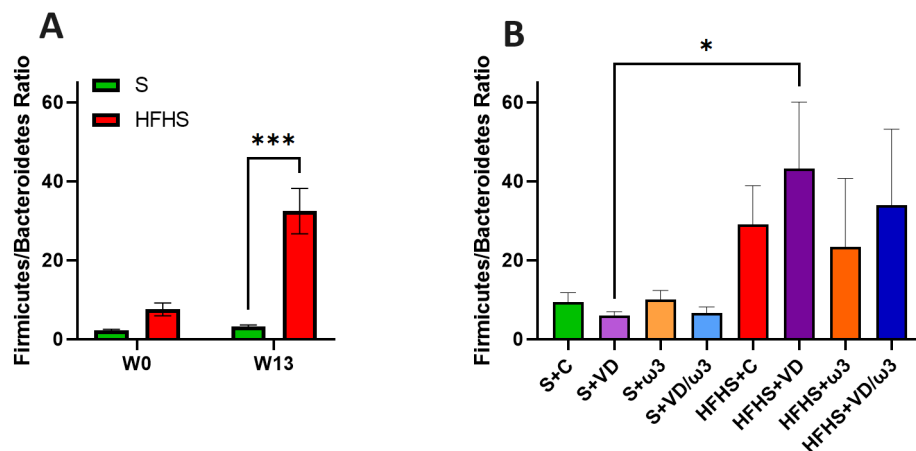 A
Firmicutes/Bacteroidetes Ratio
60
40
20
0
S
HFHS
***
W0
W13
B
Firmicutes/Bacteroidetes Ratio
60
40
20
0
*
S+C
S+VD
S+ω3
S+VD/ω3
HFHS+C
HFHS+VD
HFHS+ω3
HFHS+VD/ω3